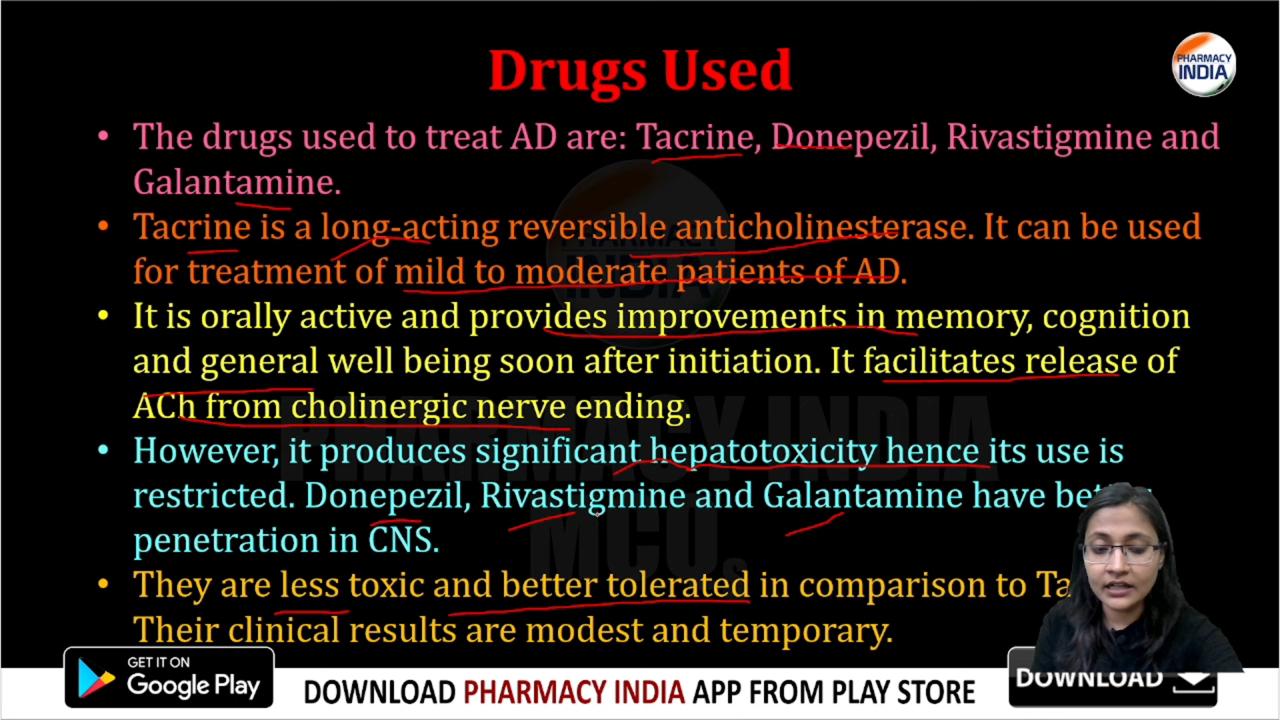 Drugs Used
PHARMACY
INDIA
• The drugs used to treat AD are: Tacrine, Donepezil, Rivastigmine and
Galantamine.
• Tacrine is a long-acting reversible anticholinesterase. It can be used
for treatment of mild to moderate patients of AD.
• It is orally active and provides improvements in memory, cognition
and general well being soon after initiation. It facilitates release of
ACh from cholinergic nerve ending.
• However, it produces significant hepatotoxicity hence its use is
restricted. Donepezil, Rivastigmine and Galantamine have
penetration in CNS.
• They are less toxic and better tolerated in comparison to
Their clinical results are modest and temporary.
PHARMACY
INDIA
PHARMACY INDIA
MCQs
GET IT ON
Google Play
DOWNLOAD PHARMACY INDIA APP FROM PLAY STORE
DOWNLOAD